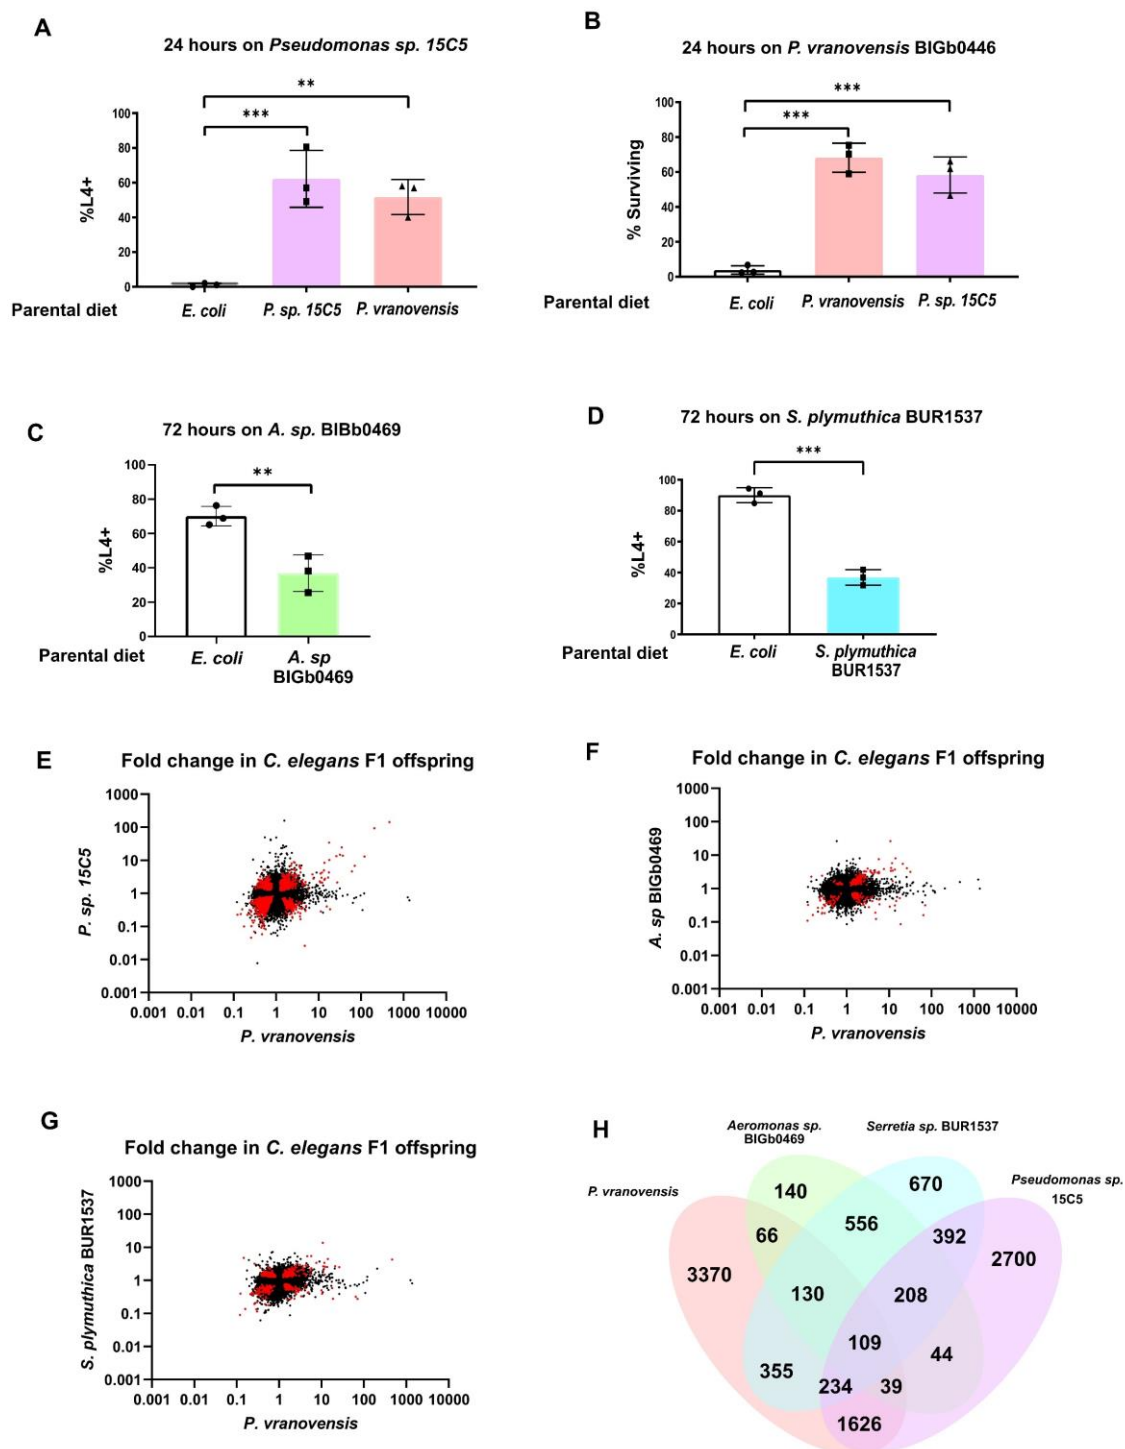 A
24 hours on Pseudomonas sp. 15C5
**
***
100
80
60
40
20
0
%L4+
Parental diet
E. coli P. sp. 15C5 P. vranovensis
B
24 hours on P. vranovensis BIGb0446
***
***
100
80
60
40
20
0
% Surviving
Parental diet
E. coli P. vranovensis P. sp. 15C5
C
72 hours on A. sp. BIBb0469
**
100
80
60
40
20
0
%L4+
Parental diet
E. coli A. sp
BIGb0469
D
72 hours on S. plymuthica BUR1537
***
100
80
60
40
20
0
%L4+
Parental diet
E. coli S. plymuthica
BUR1537
E
Fold change in C. elegans F1 offspring
1000
100
10
1
0.1
0.01
0.001
P. sp. 15C5
0.001 0.01 0.1 1 10 100 1000 10000
P. vranovensis
F
Fold change in C. elegans F1 offspring
1000
100
10
1
0.1
0.01
0.001
A. sp BIGb0469
0.001 0.01 0.1 1 10 100 1000 10000
P. vranovensis
G
Fold change in C. elegans F1 offspring
1000
100
10
1
0.1
0.01
0.001
S. plymuthica BUR1537
0.001 0.01 0.1 1 10 100 1000 10000
P. vranovensis
H
Aeromonas sp.
BIGb0469
Serretia sp. BUR1537
P. vranovensis
Pseudomonas sp.
15C5
140
670
66
556
392
3370
2700
130
208
109
355
44
234
39
1626